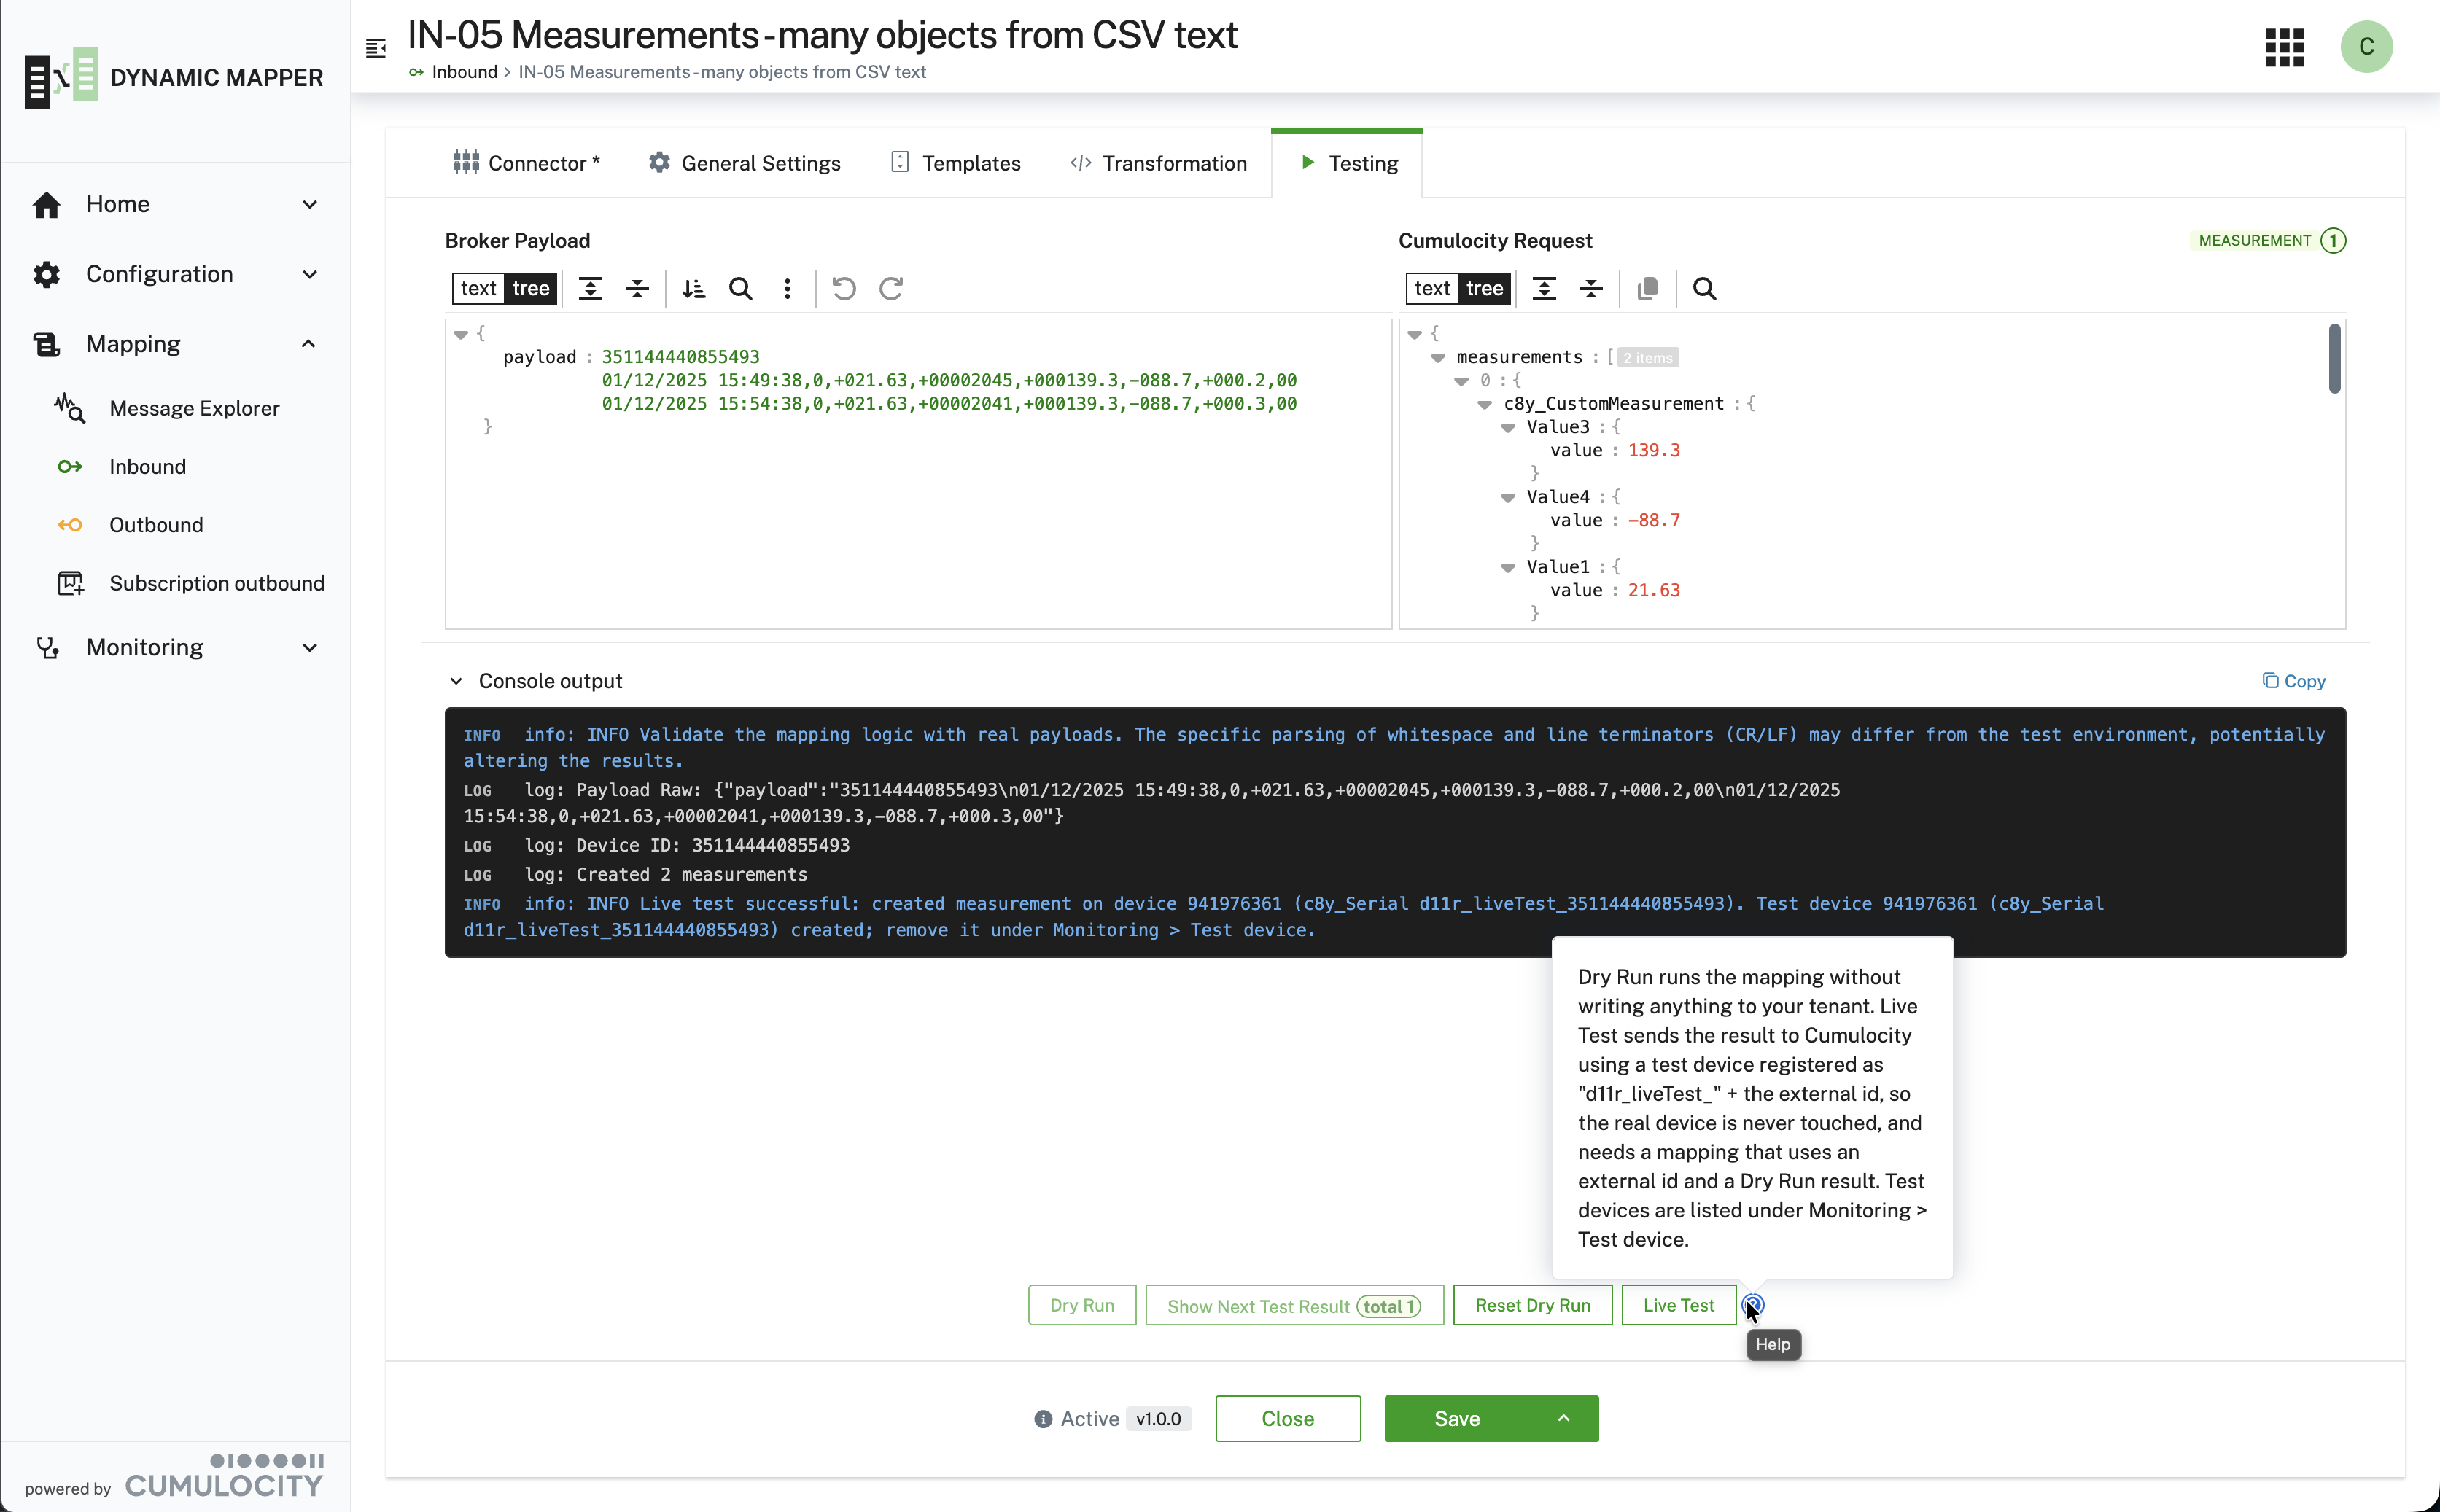 DYNAMIC MAPPER
IN-05 Measurements - many objects from CSV text
Inbound > IN-05 Measurements - many objects from CSV text
C
Home
Configuration
Mapping
Message Explorer
Inbound
Outbound
Subscription outbound
Monitoring
Connector *
General Settings
Templates
Transformation
Testing
Broker Payload
text tree
{
payload : 351144440855493
01/12/2025 15:49:38,0,+021.63,+00002045,+000139.3,-088.7,+000.2,00
01/12/2025 15:54:38,0,+021.63,+00002041,+000139.3,-088.7,+000.3,00
}
Cumulocity Request
MEASUREMENT 1
text tree
{
measurements : [ 2 items
0 : {
c8y_CustomMeasurement : {
Value3 : {
value : 139.3
}
Value4 : {
value : -88.7
}
Value1 : {
value : 21.63
}
Console output
Copy
INFO info: INFO Validate the mapping logic with real payloads. The specific parsing of whitespace and line terminators (CR/LF) may differ from the test environment, potentially
altering the results.
LOG log: Payload Raw: {"payload":"351144440855493\n01/12/2025 15:49:38,0,+021.63,+00002045,+000139.3,-088.7,+000.2,00\n01/12/2025
15:54:38,0,+021.63,+00002041,+000139.3,-088.7,+000.3,00"}
LOG log: Device ID: 351144440855493
LOG log: Created 2 measurements
INFO info: INFO Live test successful: created measurement on device 941976361 (c8y_Serial d11r_liveTest_351144440855493). Test device 941976361 (c8y_Serial
d11r_liveTest_351144440855493) created; remove it under Monitoring > Test device.
Dry Run runs the mapping without
writing anything to your tenant. Live
Test sends the result to Cumulocity
using a test device registered as
"d11r_liveTest_" + the external id, so
the real device is never touched, and
needs a mapping that uses an
external id and a Dry Run result. Test
devices are listed under Monitoring >
Test device.
Dry Run
Show Next Test Result total 1
Reset Dry Run
Live Test
Help
Active v1.0.0
Close
Save
powered by CUMULOCITY